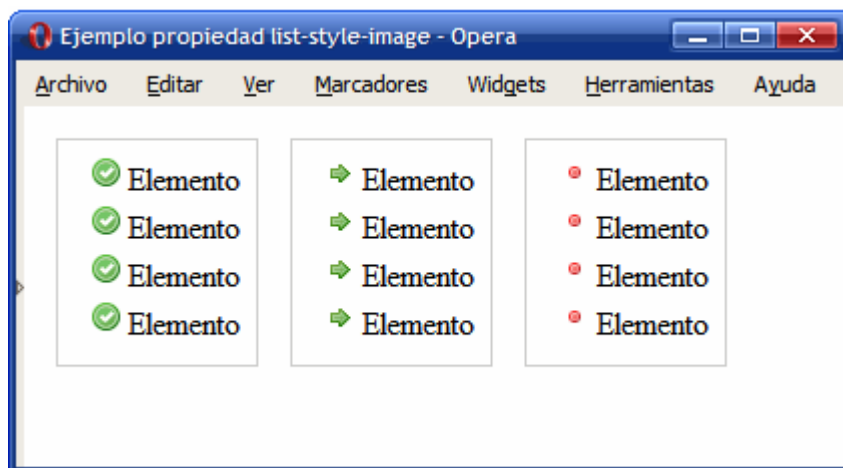 Ejemplo propiedad list-style-image - Opera
Archivo Editar Ver Marcadores Widgets Herramientas Ayuda
Elemento Elemento Elemento
Elemento Elemento Elemento
Elemento Elemento Elemento
Elemento Elemento Elemento